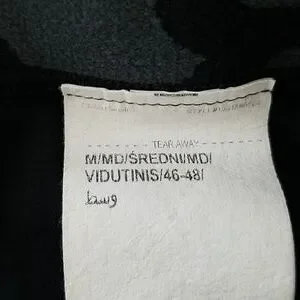 TEAR AWAY
M/MD/ŚREDNI/MD/
VIDUTINIS/46-48/
وسط